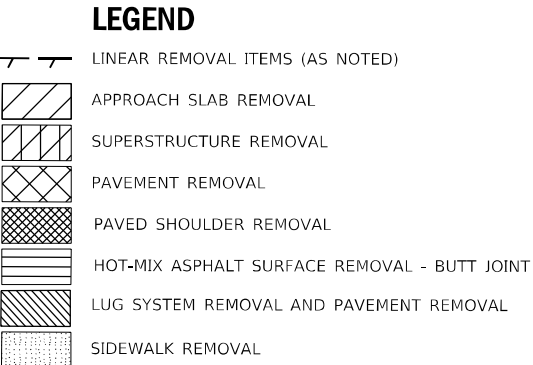 LEGEND
LINEAR REMOVAL ITEMS (AS NOTED)
APPROACH SLAB REMOVAL
SUPERSTRUCTURE REMOVAL
PAVEMENT REMOVAL
PAVED SHOULDER REMOVAL
HOT-MIX ASPHALT SURFACE REMOVAL - BUTT JOINT
LUG SYSTEM REMOVAL AND PAVEMENT REMOVAL
SIDEWALK REMOVAL